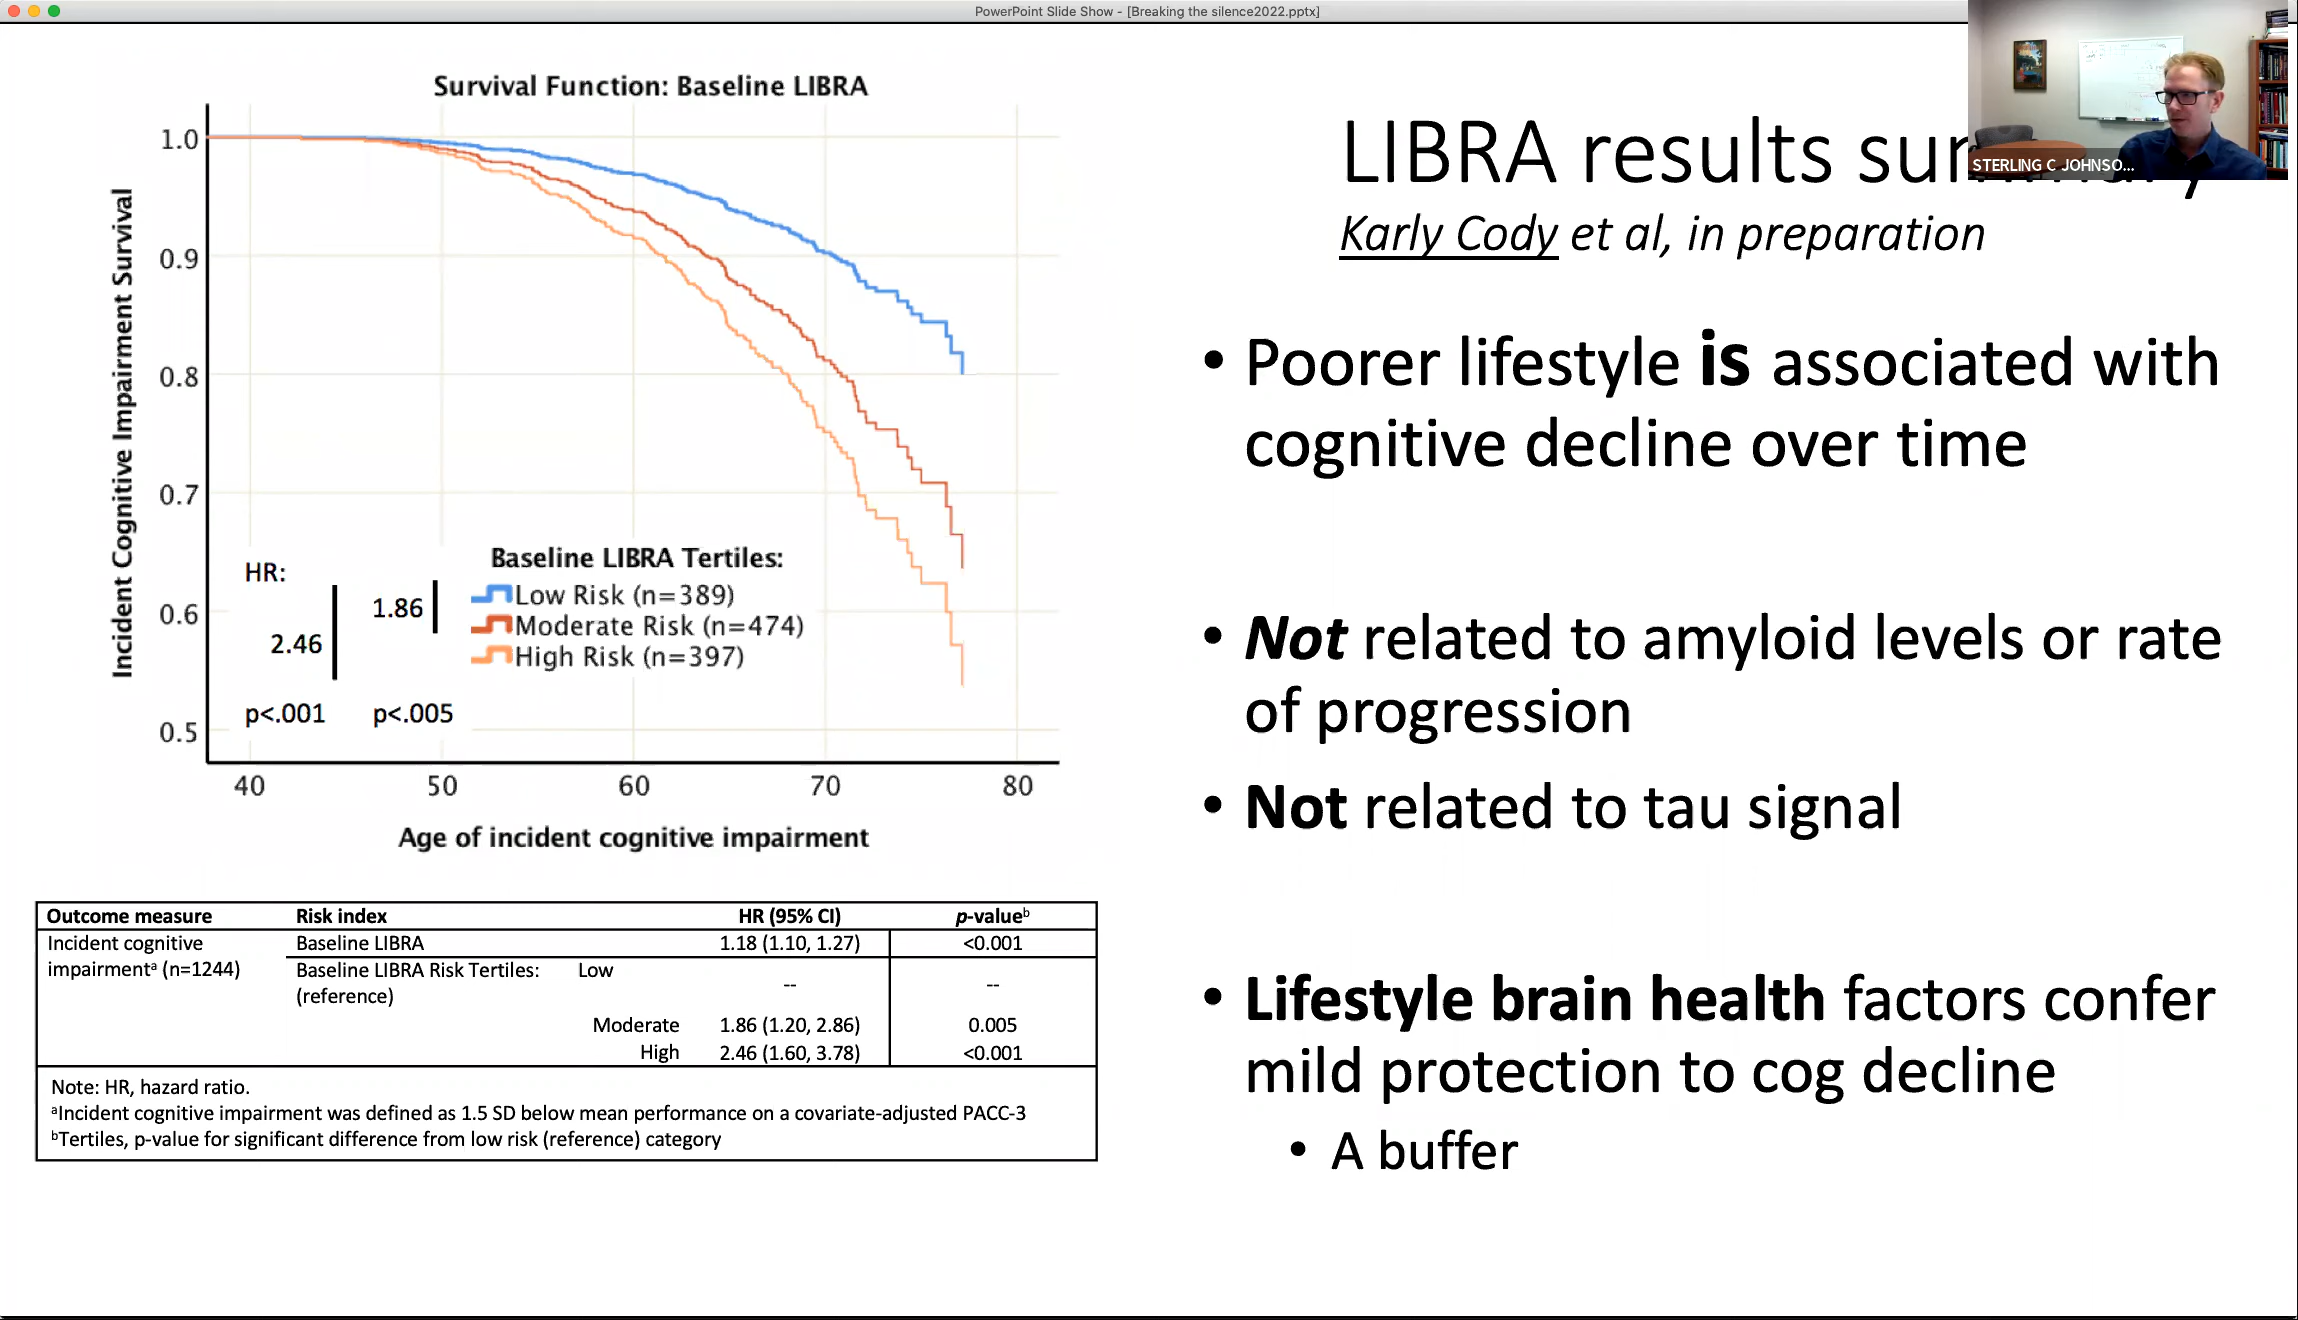 PowerPoint Slide Show - [Breaking the silence2022.pptx]
STERLING C JOHNSO...
Survival Function: Baseline LIBRA
Incident Cognitive Impairment Survival
1.0
0.9
0.8
0.7
0.6
0.5
HR:
2.46
1.86
p<.001 p<.005
Baseline LIBRA Tertiles:
Low Risk (n=389)
Moderate Risk (n=474)
High Risk (n=397)
40 50 60 70 80
Age of incident cognitive impairment
Outcome measure Risk index HR (95% CI) p-valueᵇ
Incident cognitive Baseline LIBRA 1.18 (1.10, 1.27) <0.001
impairmentᵃ (n=1244) Baseline LIBRA Risk Tertiles: Low
(reference) -- --
Moderate 1.86 (1.20, 2.86) 0.005
High 2.46 (1.60, 3.78) <0.001
Note: HR, hazard ratio.
ᵃIncident cognitive impairment was defined as 1.5 SD below mean performance on a covariate-adjusted PACC-3
ᵇTertiles, p-value for significant difference from low risk (reference) category
LIBRA results summary
Karly Cody et al, in preparation
• Poorer lifestyle is associated with
cognitive decline over time
• Not related to amyloid levels or rate
of progression
• Not related to tau signal
• Lifestyle brain health factors confer
mild protection to cog decline
• A buffer